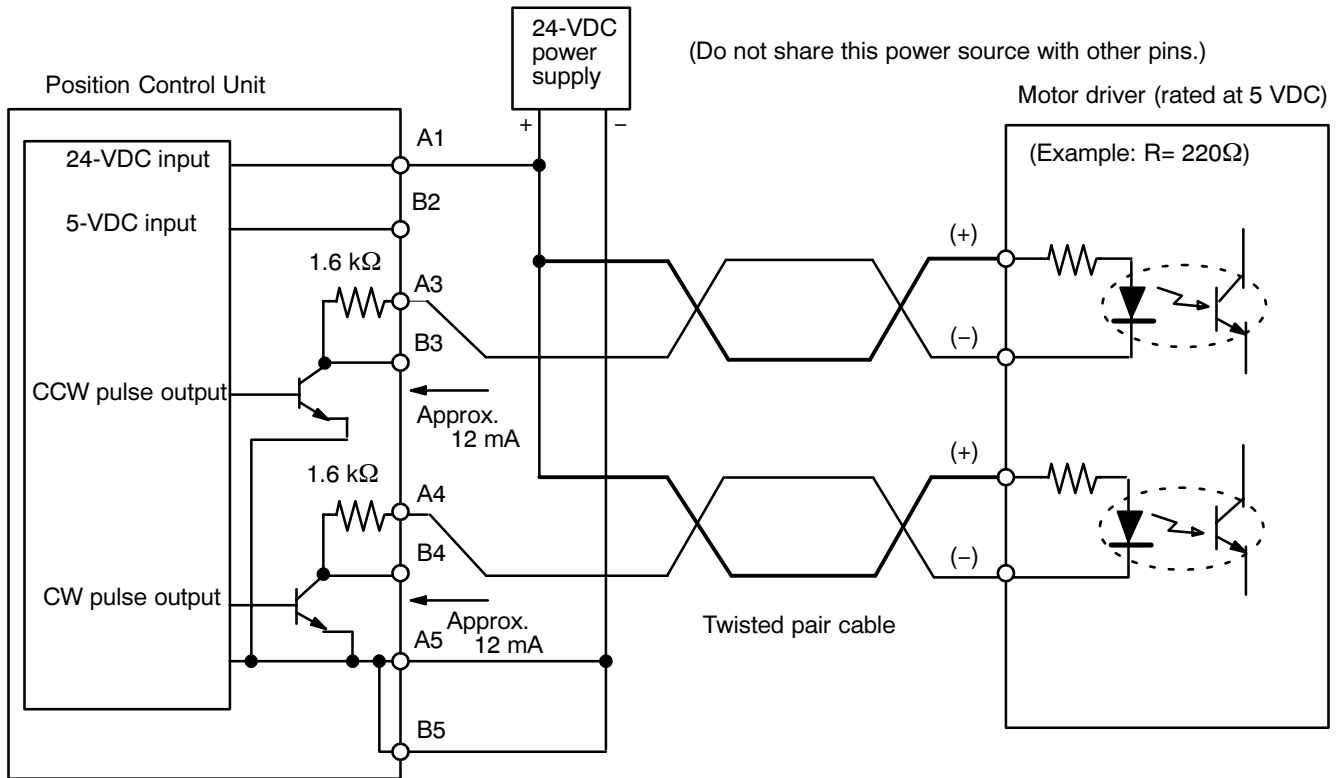 24-VDC
power
supply
(Do not share this power source with other pins.)
Position Control Unit
Motor driver (rated at 5 VDC)
+
−
A1
24-VDC input
(Example: R= 220Ω)
B2
5-VDC input
(+)
1.6 kΩ
A3
B3
(−)
CCW pulse output
Approx.
12 mA
(+)
1.6 kΩ
A4
B4
(−)
CW pulse output
Approx.
12 mA
Twisted pair cable
A5
B5